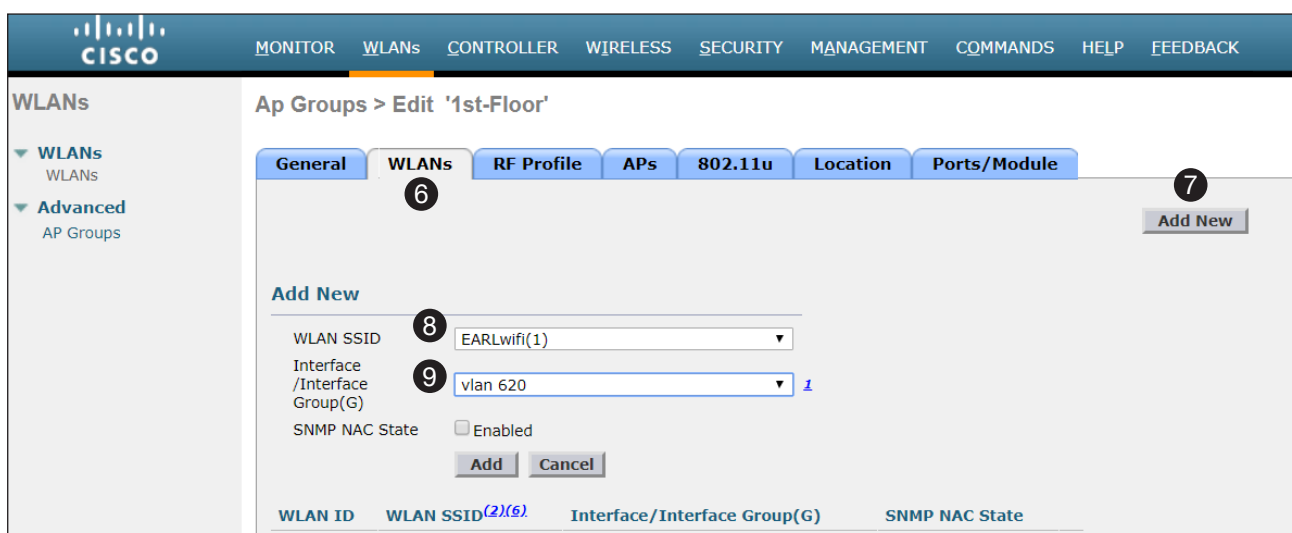 CISCO
MONITOR WLANs CONTROLLER WIRELESS SECURITY MANAGEMENT COMMANDS HELP FEEDBACK
WLANs
WLANs
WLANs
Advanced
AP Groups
Ap Groups > Edit '1st-Floor'
General WLANs RF Profile APs 802.11u Location Ports/Module
6
7
Add New
Add New
WLAN SSID 8 EARLwifi(1)
Interface
/Interface 9 vlan 620 1
Group(G)
SNMP NAC State Enabled
Add Cancel
WLAN ID WLAN SSID(2)(6) Interface/Interface Group(G) SNMP NAC State